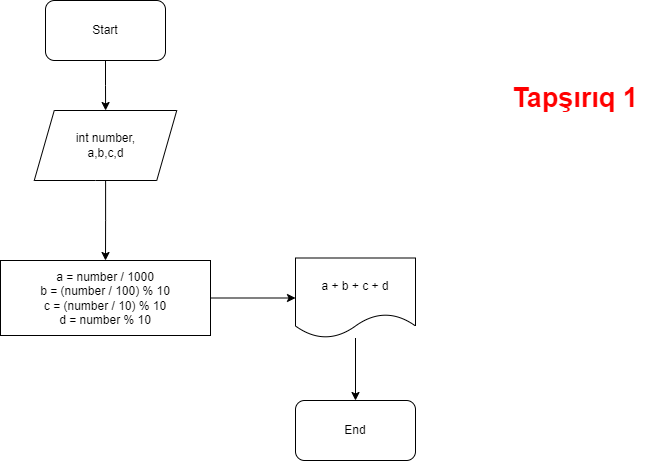 Start
Tapşırıq 1
int number,
a,b,c,d
a = number / 1000
b = (number / 100) % 10
c = (number / 10) % 10
d = number % 10
a + b + c + d
End